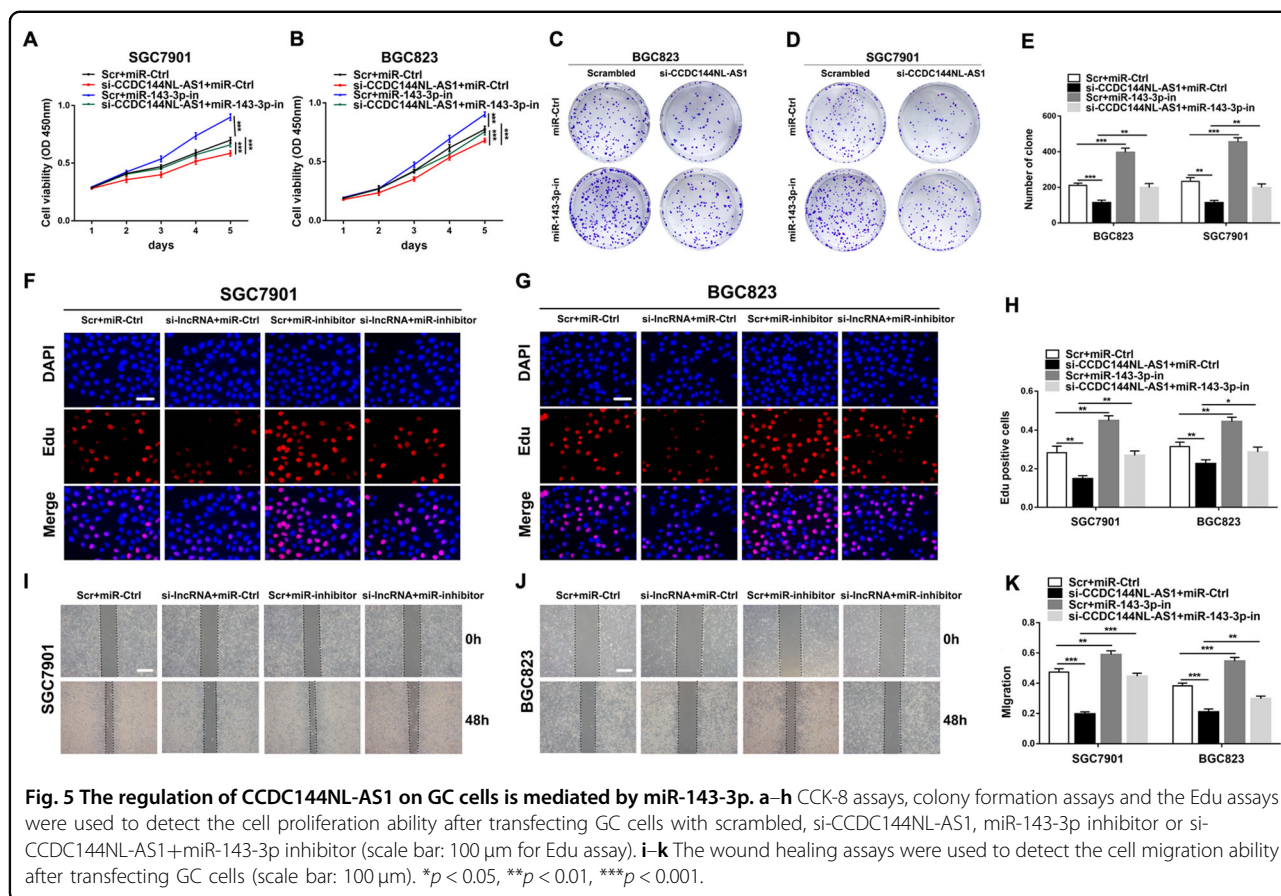 A
SGC7901
Scr+miR-Ctrl
si-CCDC144NL-AS1+miR-Ctrl
Scr+miR-143-3p-in
si-CCDC144NL-AS1+miR-143-3p-in
Cell viability (OD 450nm)
1.0
0.5
0.0
1 2 3 4 5
days
***
***
***
B
BGC823
Scr+miR-Ctrl
si-CCDC144NL-AS1+miR-Ctrl
Scr+miR-143-3p-in
si-CCDC144NL-AS1+miR-143-3p-in
Cell viability (OD 450nm)
1.0
0.5
0.0
1 2 3 4 5
days
***
***
***
C
BGC823
Scrambled si-CCDC144NL-AS1
miR-Ctrl
miR-143-3p-in
D
SGC7901
Scrambled si-CCDC144NL-AS1
miR-Ctrl
miR-143-3p-in
E
Scr+miR-Ctrl
si-CCDC144NL-AS1+miR-Ctrl
Scr+miR-143-3p-in
si-CCDC144NL-AS1+miR-143-3p-in
Number of clone
600
400
200
0
** **
*** ***
*** **
BGC823 SGC7901
F
SGC7901
Scr+miR-Ctrl si-lncRNA+miR-Ctrl Scr+miR-inhibitor si-lncRNA+miR-inhibitor
DAPI
Edu
Merge
G
BGC823
Scr+miR-Ctrl si-lncRNA+miR-Ctrl Scr+miR-inhibitor si-lncRNA+miR-inhibitor
DAPI
Edu
Merge
H
Scr+miR-Ctrl
si-CCDC144NL-AS1+miR-Ctrl
Scr+miR-143-3p-in
si-CCDC144NL-AS1+miR-143-3p-in
Edu positive cells
0.6
0.4
0.2
0.0
** *
** **
** **
SGC7901 BGC823
I
Scr+miR-Ctrl si-lncRNA+miR-Ctrl Scr+miR-inhibitor si-lncRNA+miR-inhibitor
SGC7901
0h
48h
J
Scr+miR-Ctrl si-lncRNA+miR-Ctrl Scr+miR-inhibitor si-lncRNA+miR-inhibitor
BGC823
0h
48h
K
Scr+miR-Ctrl
si-CCDC144NL-AS1+miR-Ctrl
Scr+miR-143-3p-in
si-CCDC144NL-AS1+miR-143-3p-in
Migration
0.8
0.6
0.4
0.2
0.0
*** **
** ***
*** ***
SGC7901 BGC823
Fig. 5 The regulation of CCDC144NL-AS1 on GC cells is mediated by miR-143-3p. a–h CCK-8 assays, colony formation assays and the Edu assays
were used to detect the cell proliferation ability after transfecting GC cells with scrambled, si-CCDC144NL-AS1, miR-143-3p inhibitor or si-
CCDC144NL-AS1+miR-143-3p inhibitor (scale bar: 100 μm for Edu assay). i–k The wound healing assays were used to detect the cell migration ability
after transfecting GC cells (scale bar: 100 μm). *p < 0.05, **p < 0.01, ***p < 0.001.